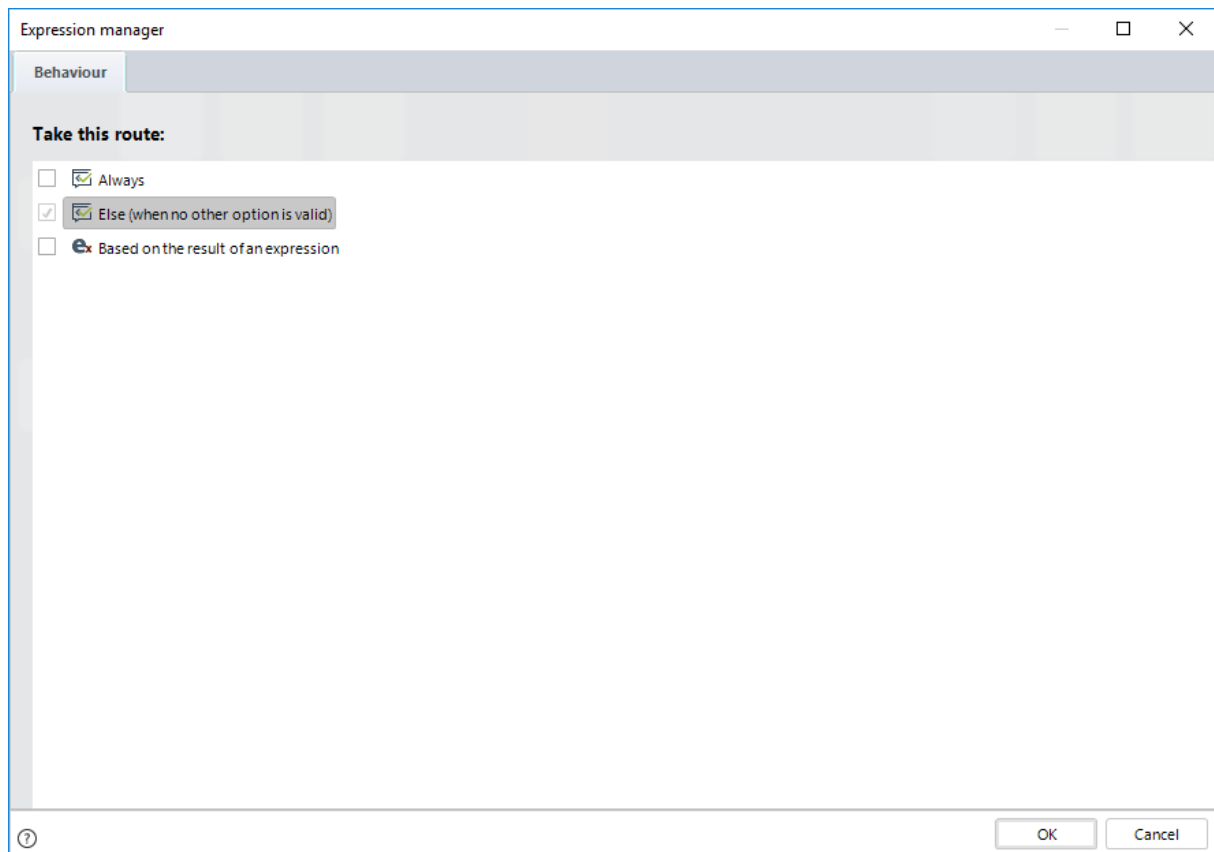 Expression manager
Behaviour
Take this route:
Always
Else (when no other option is valid)
ex Based on the result of an expression
?
OK Cancel